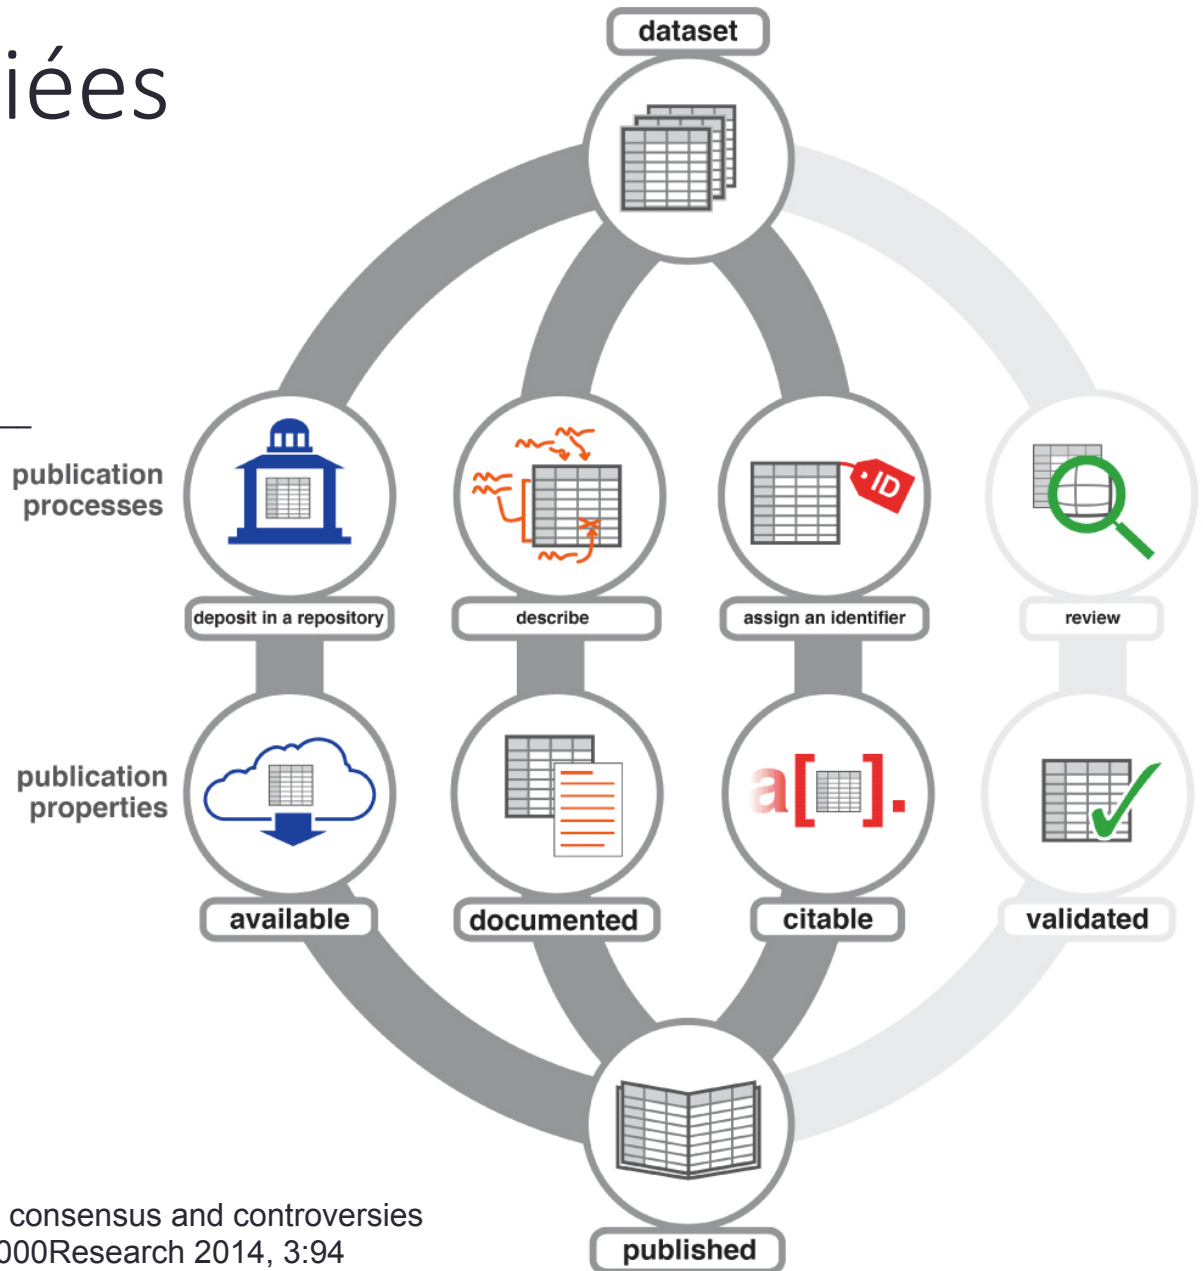 iées
dataset
publication
processes
ID
deposit in a repository
describe
assign an identifier
review
publication
properties
a[ ].
available
documented
citable
validated
consensus and controversies
000Research 2014, 3:94
published